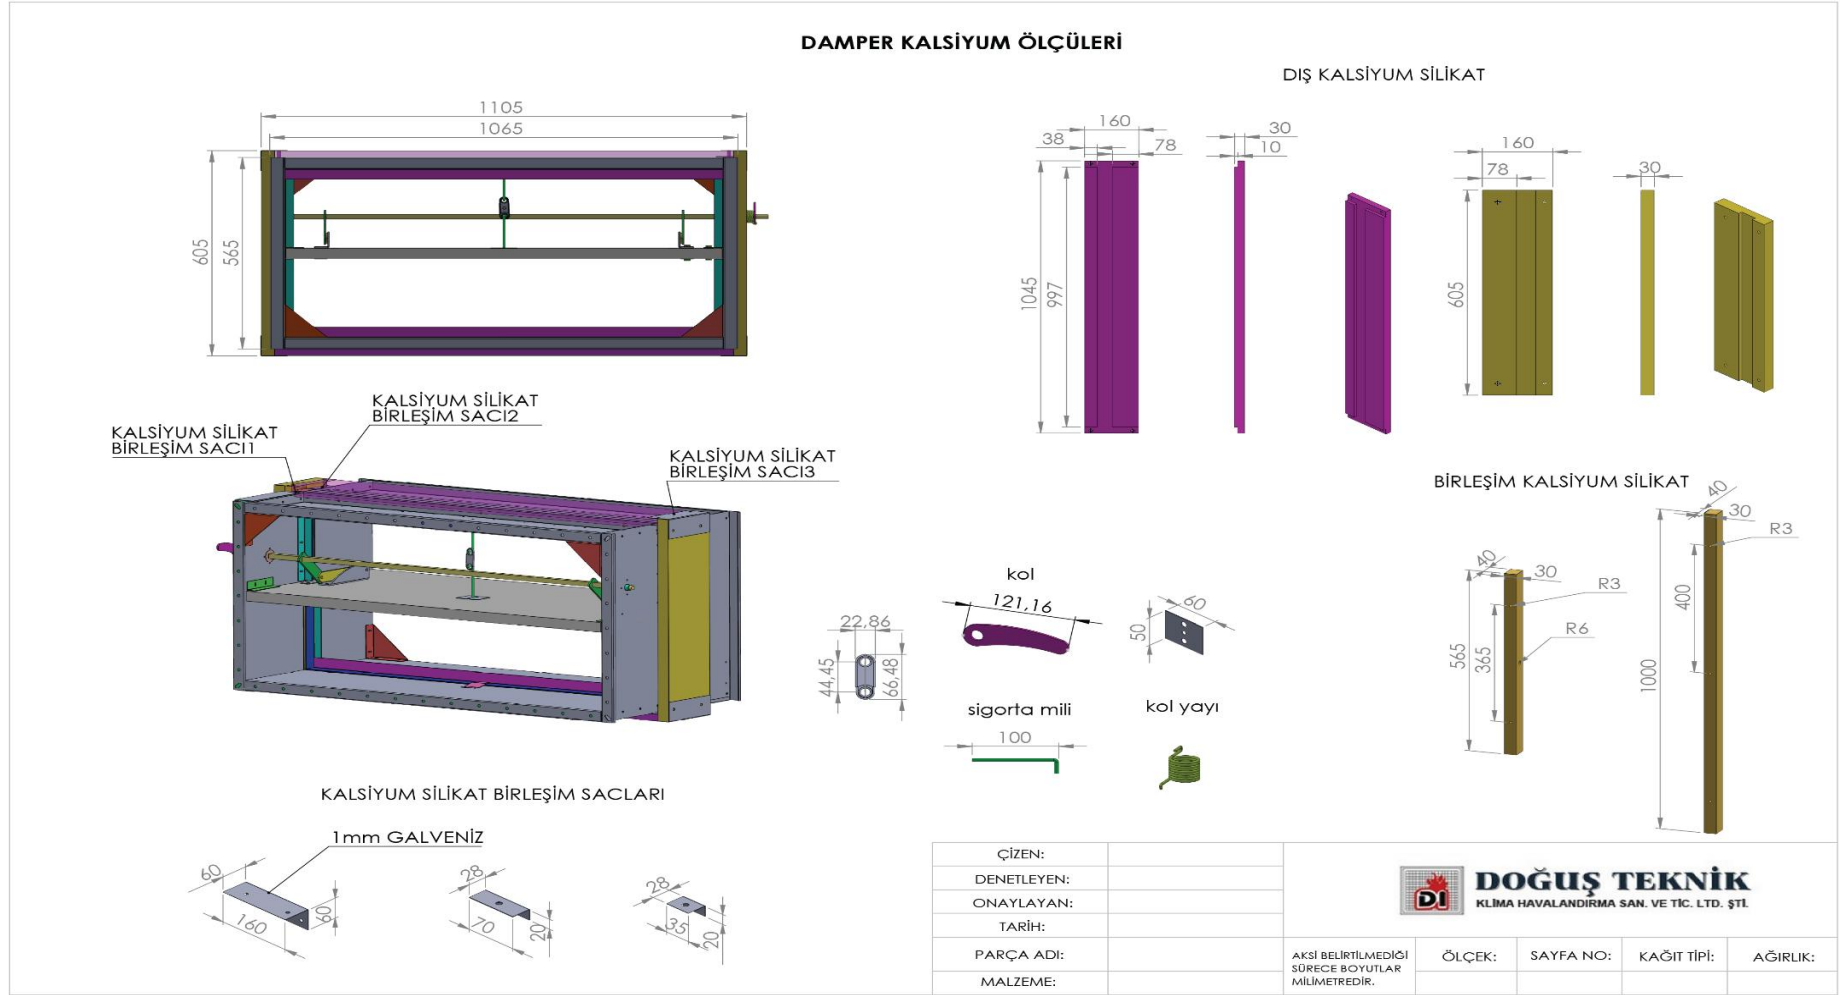 DAMPER KALSİYUM ÖLÇÜLERİ
DIŞ KALSİYUM SİLİKAT
1105
1065
605
565
160
38
78
30
10
1045
997
160
78
30
605
KALSİYUM SİLİKAT
BİRLEŞİM SACI2
KALSİYUM SİLİKAT
BİRLEŞİM SACI1
KALSİYUM SİLİKAT
BİRLEŞİM SACI3
BİRLEŞİM KALSİYUM SİLİKAT
40
30
R3
R6
565
365
40
30
R3
400
1000
22,86
44,45
66,48
kol
121,16
60
50
sigorta mili
100
kol yayı
KALSİYUM SİLİKAT BİRLEŞİM SACLARI
1mm GALVENİZ
60
160
60
28
70
20
28
35
20
ÇİZEN:
DENETLEYEN:
ONAYLAYAN:
TARİH:
PARÇA ADI:
MALZEME:
DI
DOĞUŞ TEKNİK
KLİMA HAVALANDIRMA SAN. VE TİC. LTD. ŞTİ.
AKSİ BELİRTİLMEDİĞİ
SÜRECE BOYUTLAR
MİLİMETREDİR.
ÖLÇEK:
SAYFA NO:
KAĞIT TİPİ:
AĞIRLIK: